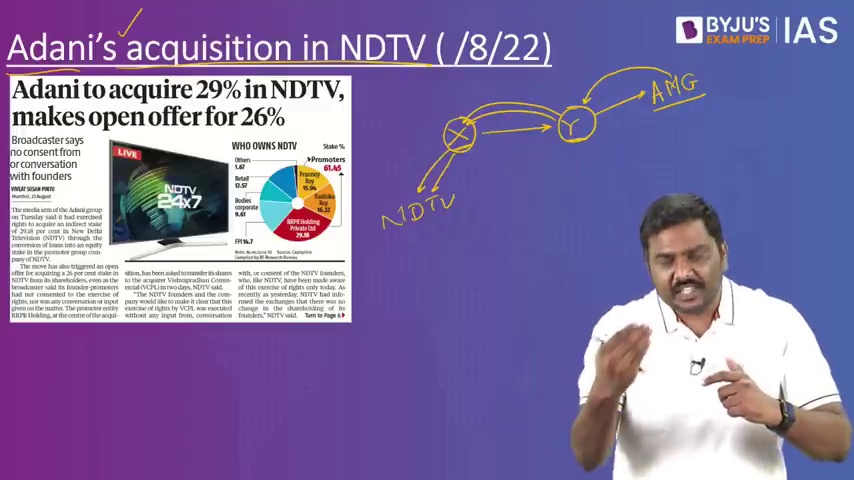 BYJU'S
EXAM PREP
IAS
Adani's acquisition in NDTV ( /8/22)
Adani to acquire 29% in NDTV,
makes open offer for 26%
Broadcaster says
no consent from
or conversation
with founders
VIVEAT SUSAN PINTO
Mumbai, 23 August
The media arm of the Adani group
on Tuesday said it had exercised
rights to acquire an indirect stake
of 29.18 per cent in New Delhi
Television (NDTV) through the
conversion of loans into an equity
stake in the promoter group company
of NDTV.
The move has also triggered an open
offer for acquiring a 26 per cent stake in
NDTV from its shareholders, even as the
broadcaster said its founder-promoters
had not consented to the exercise of
rights, nor was any conversation or input
given on the matter. The promoter entity
RRPR Holding, at the centre of the acqui-
LIVE
NDTV
24x7
WHO OWNS NDTV
Stake %
Others
1.67
Retail
12.57
Bodies
corporate
9.61
FPI 14.7
Promoters
61.45
Prannoy
Roy
15.94
Radhika
Roy
16.32
RRPR Holding
Private Ltd
29.18
Compiled by BS Research Bureau
sition, has been asked to transfer its shares
to the acquirer Vishvapradhan Commer-
cial (VCPL) in two days, NDTV said.
"The NDTV founders and the com-
pany would like to make it clear that this
exercise of rights by VCPL was executed
without any input from, conversation
with, or consent of the NDTV founders,
who, like NDTV, have been made aware
of this exercise of rights only today. As
recently as yesterday, NDTV had infor-
med the exchanges that there was no
change in the shareholding of its
founders," NDTV said.
Turn to Page 6
X
Y
AMG
NDTV